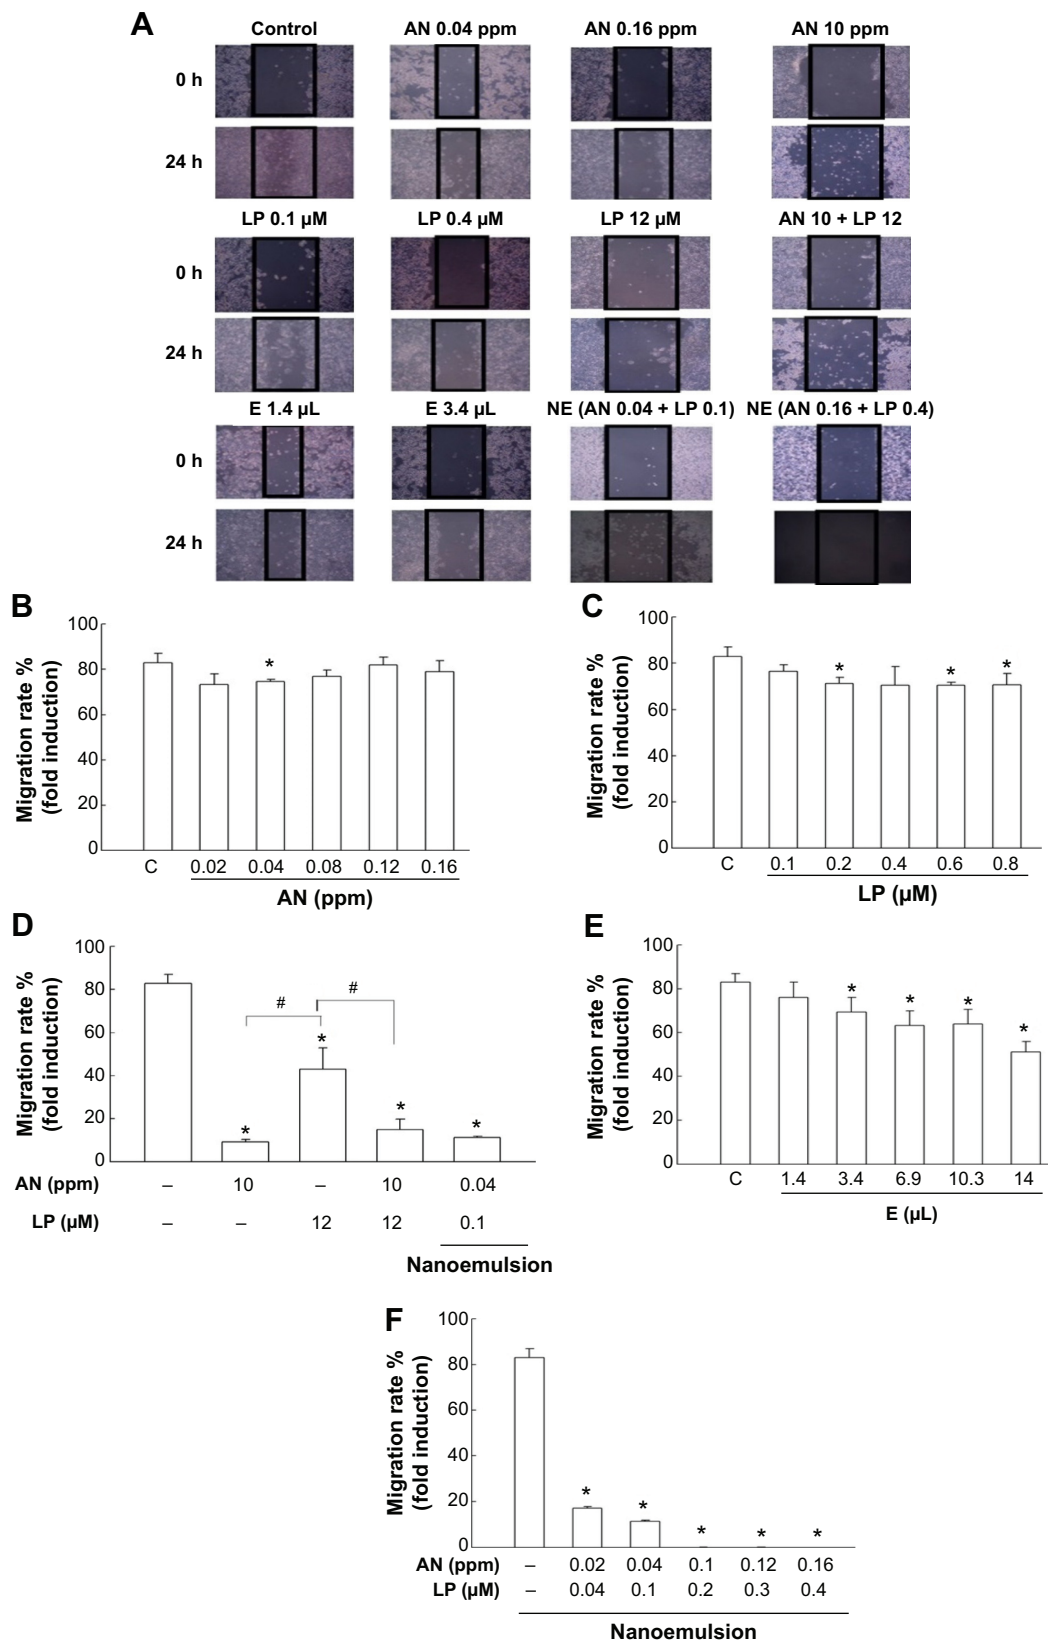 A
Control AN 0.04 ppm AN 0.16 ppm AN 10 ppm
0 h
24 h
LP 0.1 µM LP 0.4 µM LP 12 µM AN 10 + LP 12
0 h
24 h
E 1.4 µL E 3.4 µL NE (AN 0.04 + LP 0.1) NE (AN 0.16 + LP 0.4)
0 h
24 h
B
Migration rate %
(fold induction)
100
80
60
40
20
0
*
C 0.02 0.04 0.08 0.12 0.16
AN (ppm)
C
Migration rate %
(fold induction)
100
80
60
40
20
0
* * *
C 0.1 0.2 0.4 0.6 0.8
LP (µM)
D
Migration rate %
(fold induction)
100
80
60
40
20
0
# #
* * * *
AN (ppm) – 10 – 10 0.04
LP (µM) – – 12 12 0.1
Nanoemulsion
E
Migration rate %
(fold induction)
100
80
60
40
20
0
* * * *
C 1.4 3.4 6.9 10.3 14
E (µL)
F
Migration rate %
(fold induction)
100
80
60
40
20
0
* * * * *
AN (ppm) – 0.02 0.04 0.1 0.12 0.16
LP (µM) – 0.04 0.1 0.2 0.3 0.4
Nanoemulsion